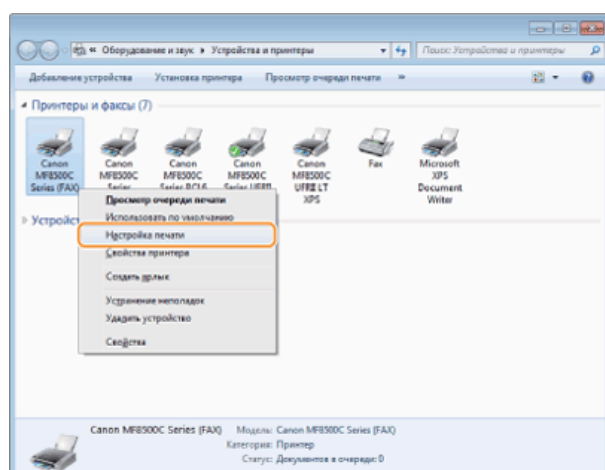 « Оборудование и звук ▸ Устройства и принтеры
Поиск: Устройства и принтеры
Добавление устройства Установка принтера Просмотр очереди печати »
Принтеры и факсы (7)
Canon MF8500C Series (FAX)
Canon MF8500C Series
Canon MF8500C Series PCL6
Canon MF8500C Series UFRII
Canon MF8500C UFRII LT XPS
Fax
Microsoft XPS Document Writer
Устройст
Просмотр очереди печати
Использовать по умолчанию
Настройка печати
Свойства принтера
Создать ярлык
Устранение неполадок
Удалить устройство
Свойства
Canon MF8500C Series (FAX) Модель: Canon MF8500C Series (FAX)
Категория: Принтер
Статус: Документов в очереди: 0